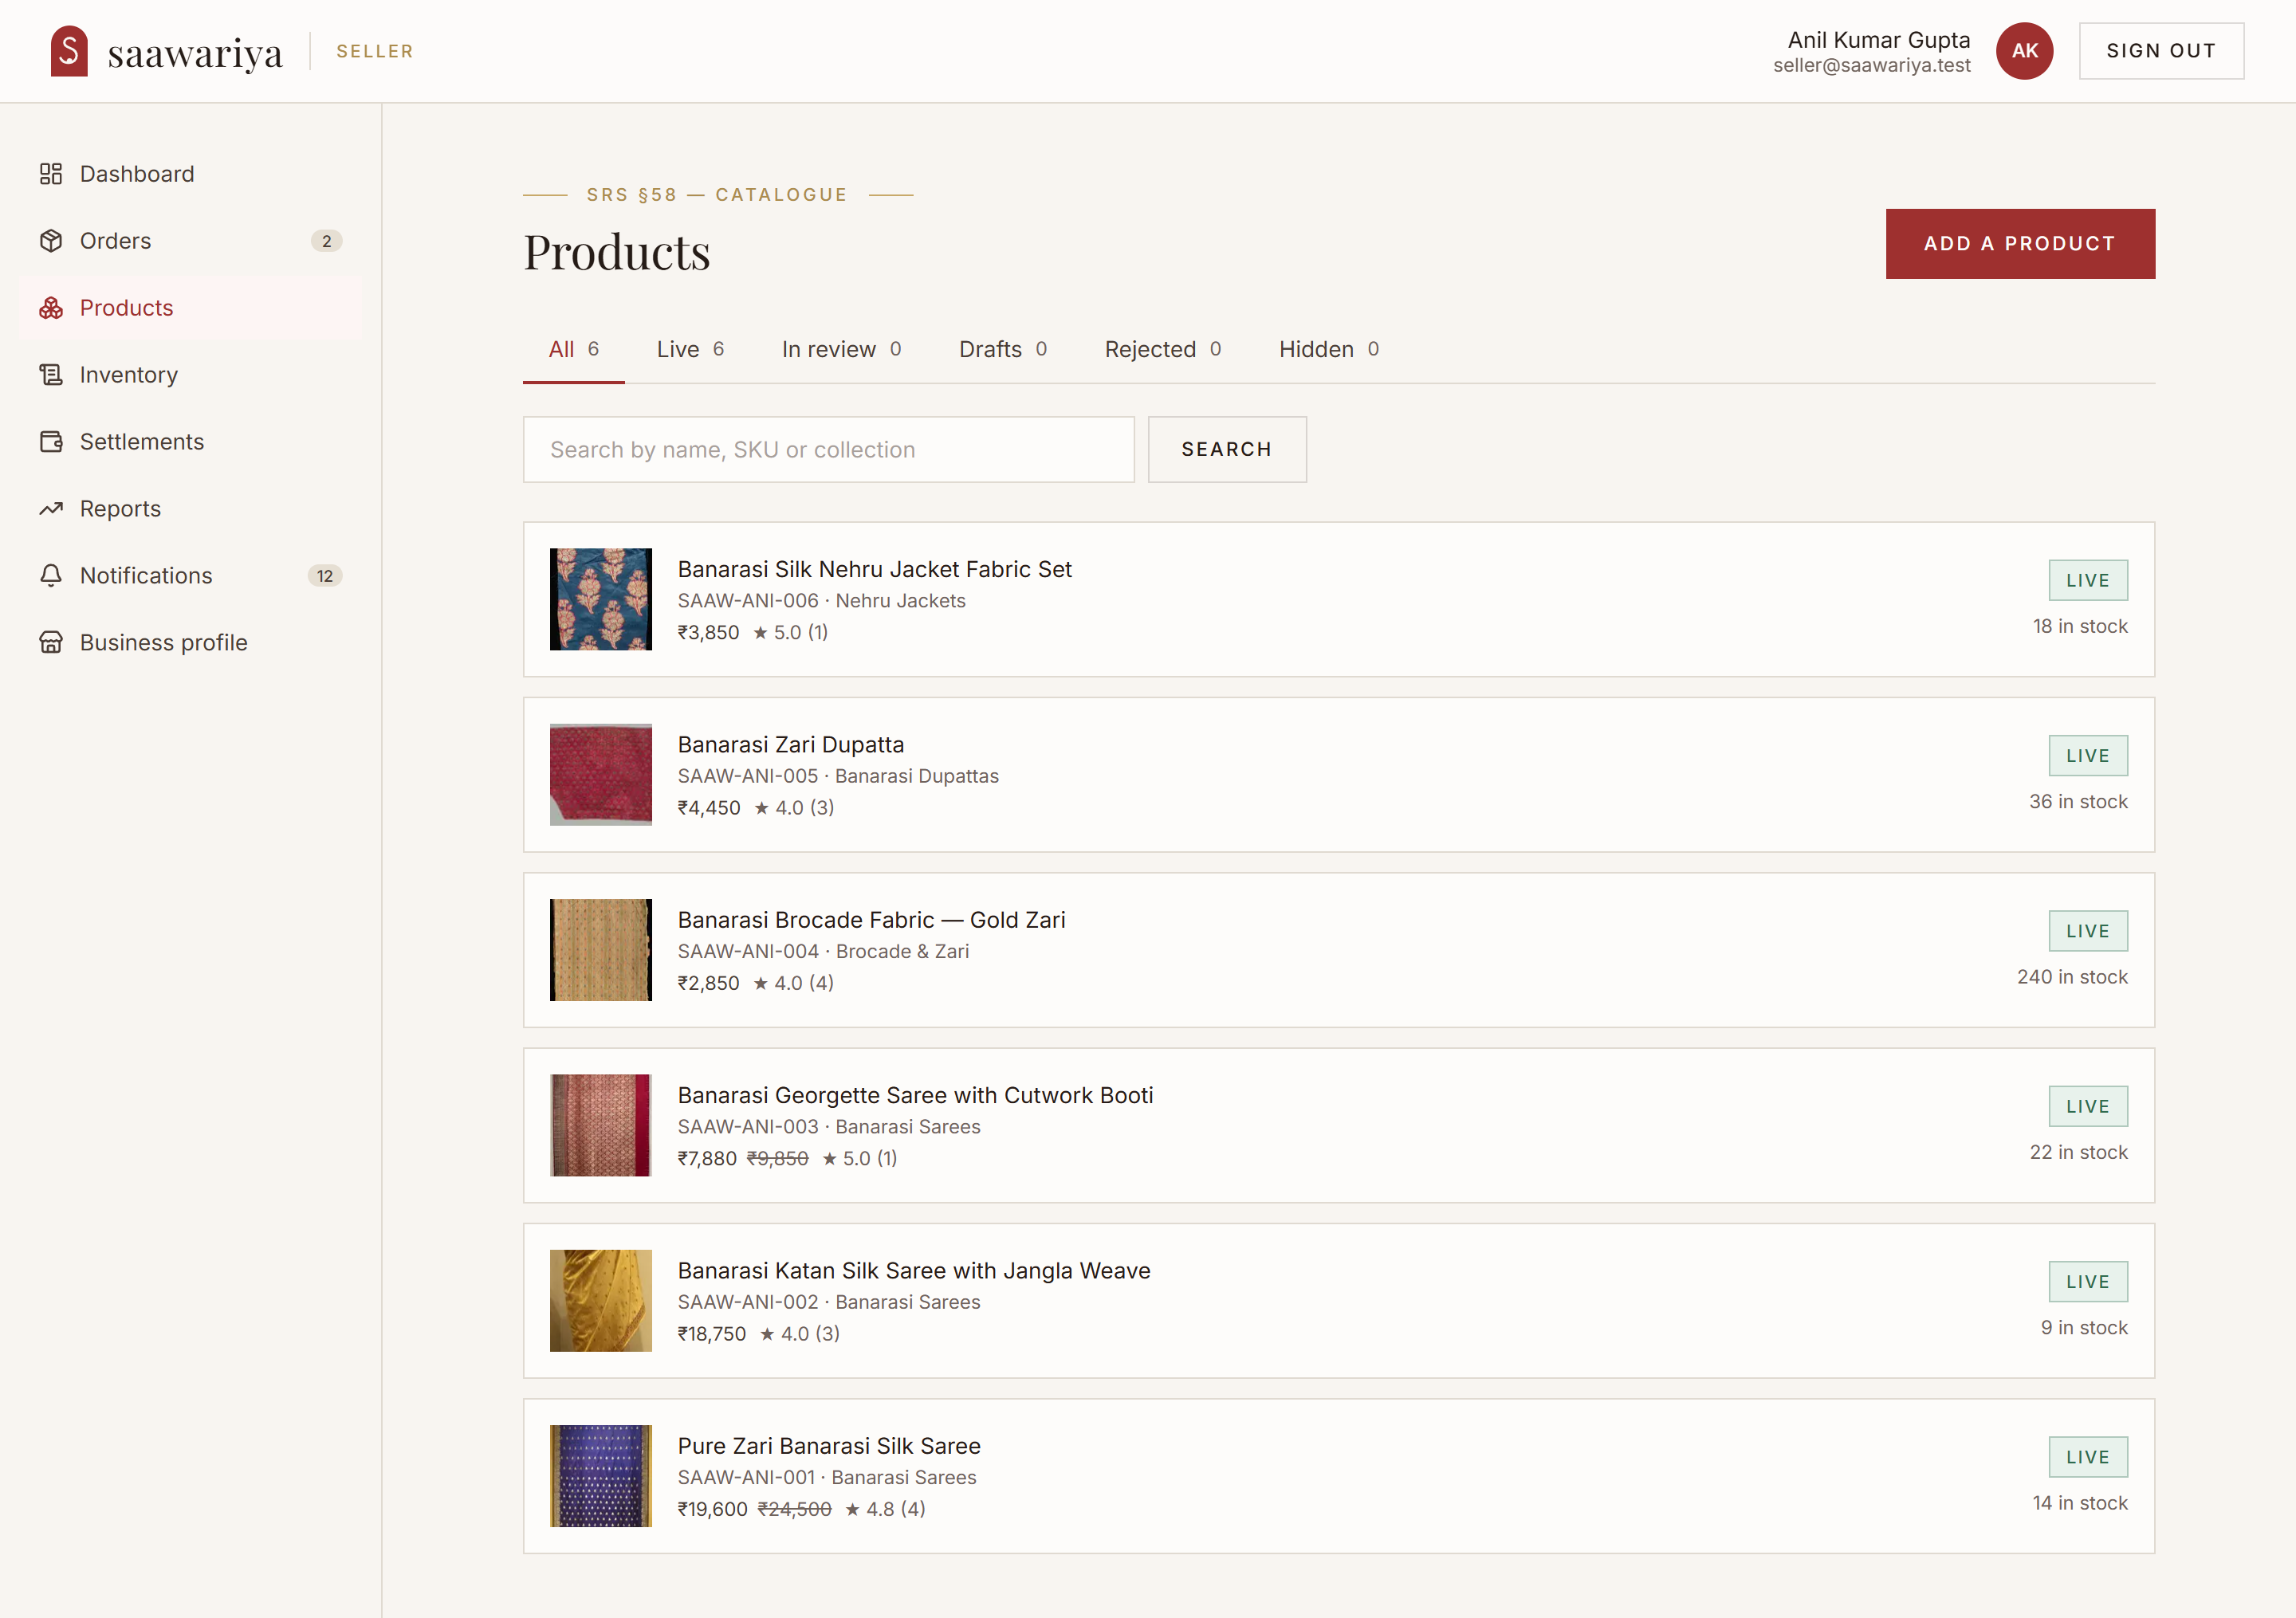 saawariya
SELLER
Anil Kumar Gupta
seller@saawariya.test
AK
SIGN OUT
Dashboard
Orders 2
Products
Inventory
Settlements
Reports
Notifications 12
Business profile
SRS §58 — CATALOGUE
Products
ADD A PRODUCT
All 6 Live 6 In review 0 Drafts 0 Rejected 0 Hidden 0
Search by name, SKU or collection
SEARCH
Banarasi Silk Nehru Jacket Fabric Set
SAAW-ANI-006 · Nehru Jackets
₹3,850 ★ 5.0 (1)
LIVE
18 in stock
Banarasi Zari Dupatta
SAAW-ANI-005 · Banarasi Dupattas
₹4,450 ★ 4.0 (3)
LIVE
36 in stock
Banarasi Brocade Fabric — Gold Zari
SAAW-ANI-004 · Brocade & Zari
₹2,850 ★ 4.0 (4)
LIVE
240 in stock
Banarasi Georgette Saree with Cutwork Booti
SAAW-ANI-003 · Banarasi Sarees
₹7,880 ₹9,850 ★ 5.0 (1)
LIVE
22 in stock
Banarasi Katan Silk Saree with Jangla Weave
SAAW-ANI-002 · Banarasi Sarees
₹18,750 ★ 4.0 (3)
LIVE
9 in stock
Pure Zari Banarasi Silk Saree
SAAW-ANI-001 · Banarasi Sarees
₹19,600 ₹24,500 ★ 4.8 (4)
LIVE
14 in stock